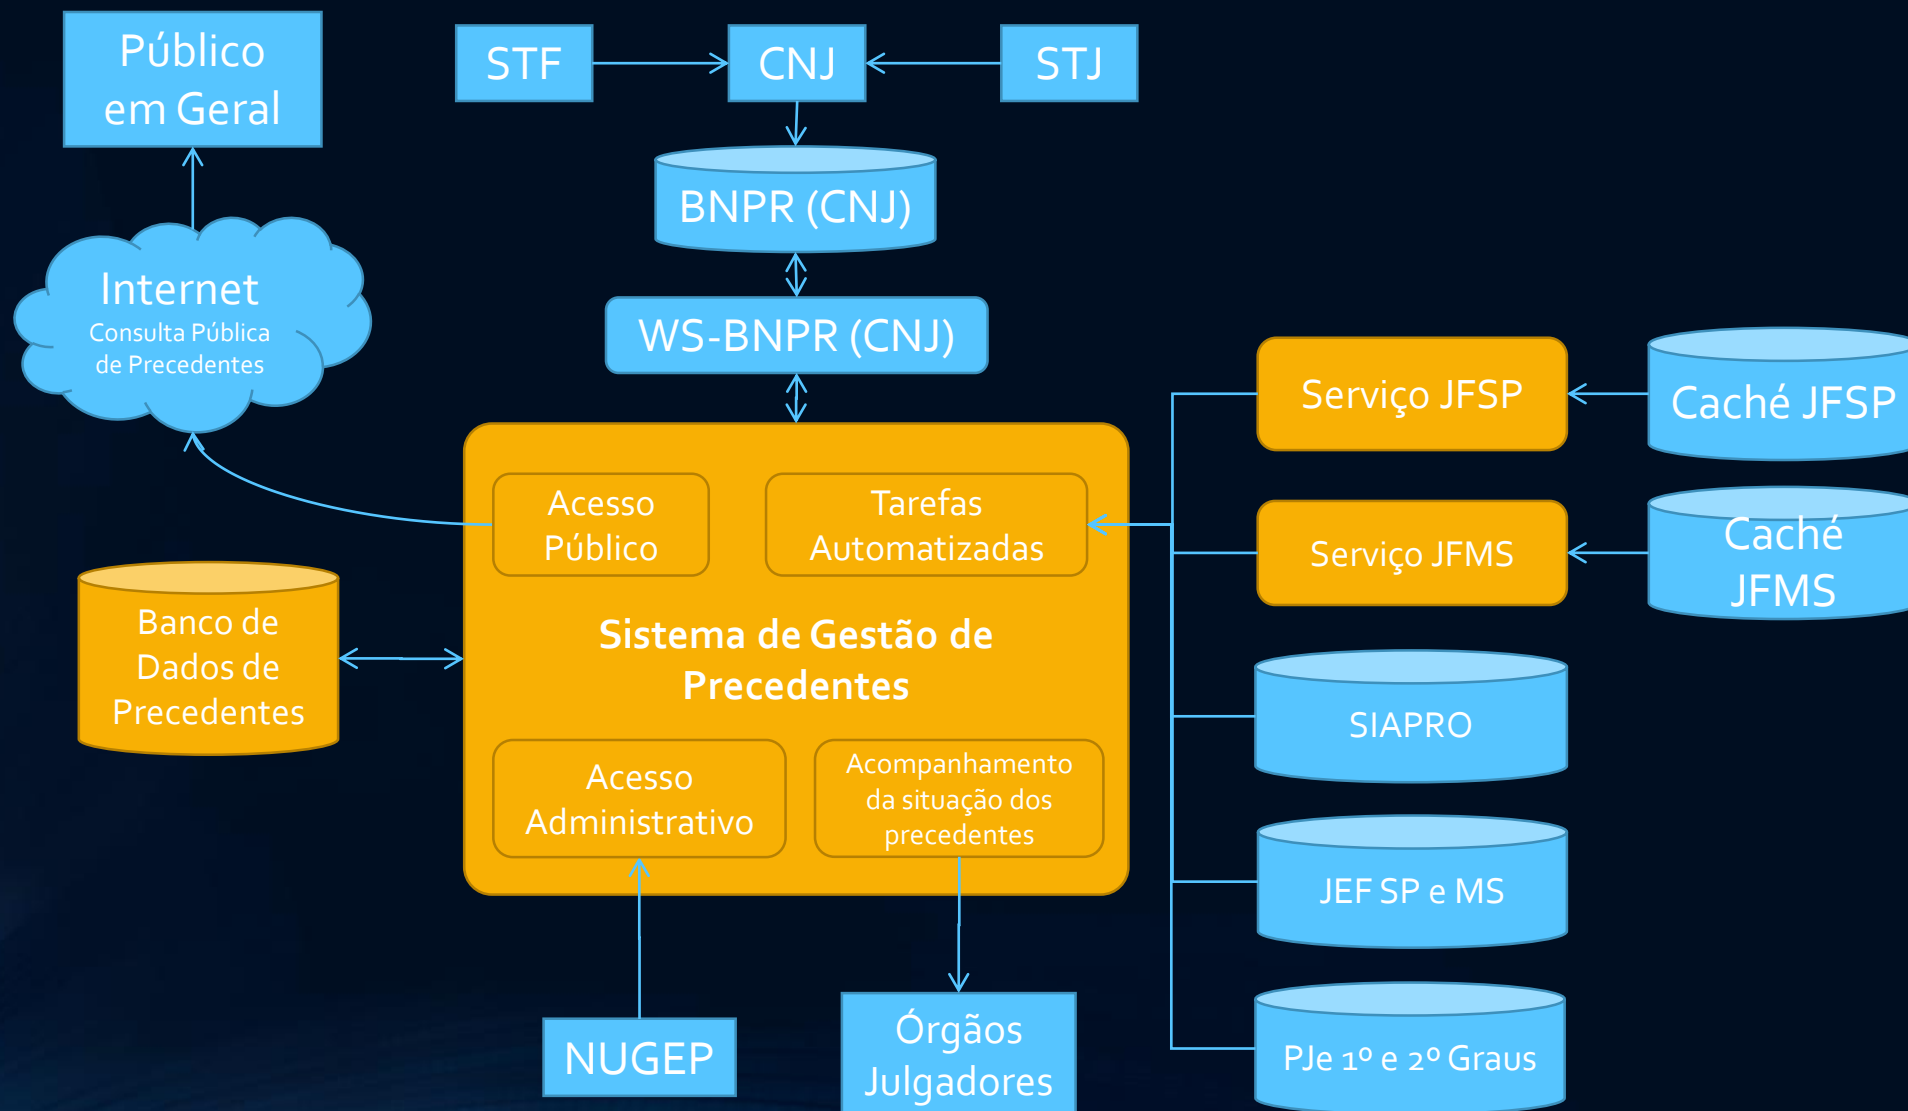 Público
em Geral
STF
CNJ
STJ
BNPR (CNJ)
Internet
Consulta Pública
de Precedentes
WS-BNPR (CNJ)
Serviço JFSP
Caché JFSP
Acesso
Público
Tarefas
Automatizadas
Serviço JFMS
Caché
JFMS
Banco de
Dados de
Precedentes
Sistema de Gestão de
Precedentes
SIAPRO
Acesso
Administrativo
Acompanhamento
da situação dos
precedentes
JEF SP e MS
NUGEP
Órgãos
Julgadores
PJe 1º e 2º Graus